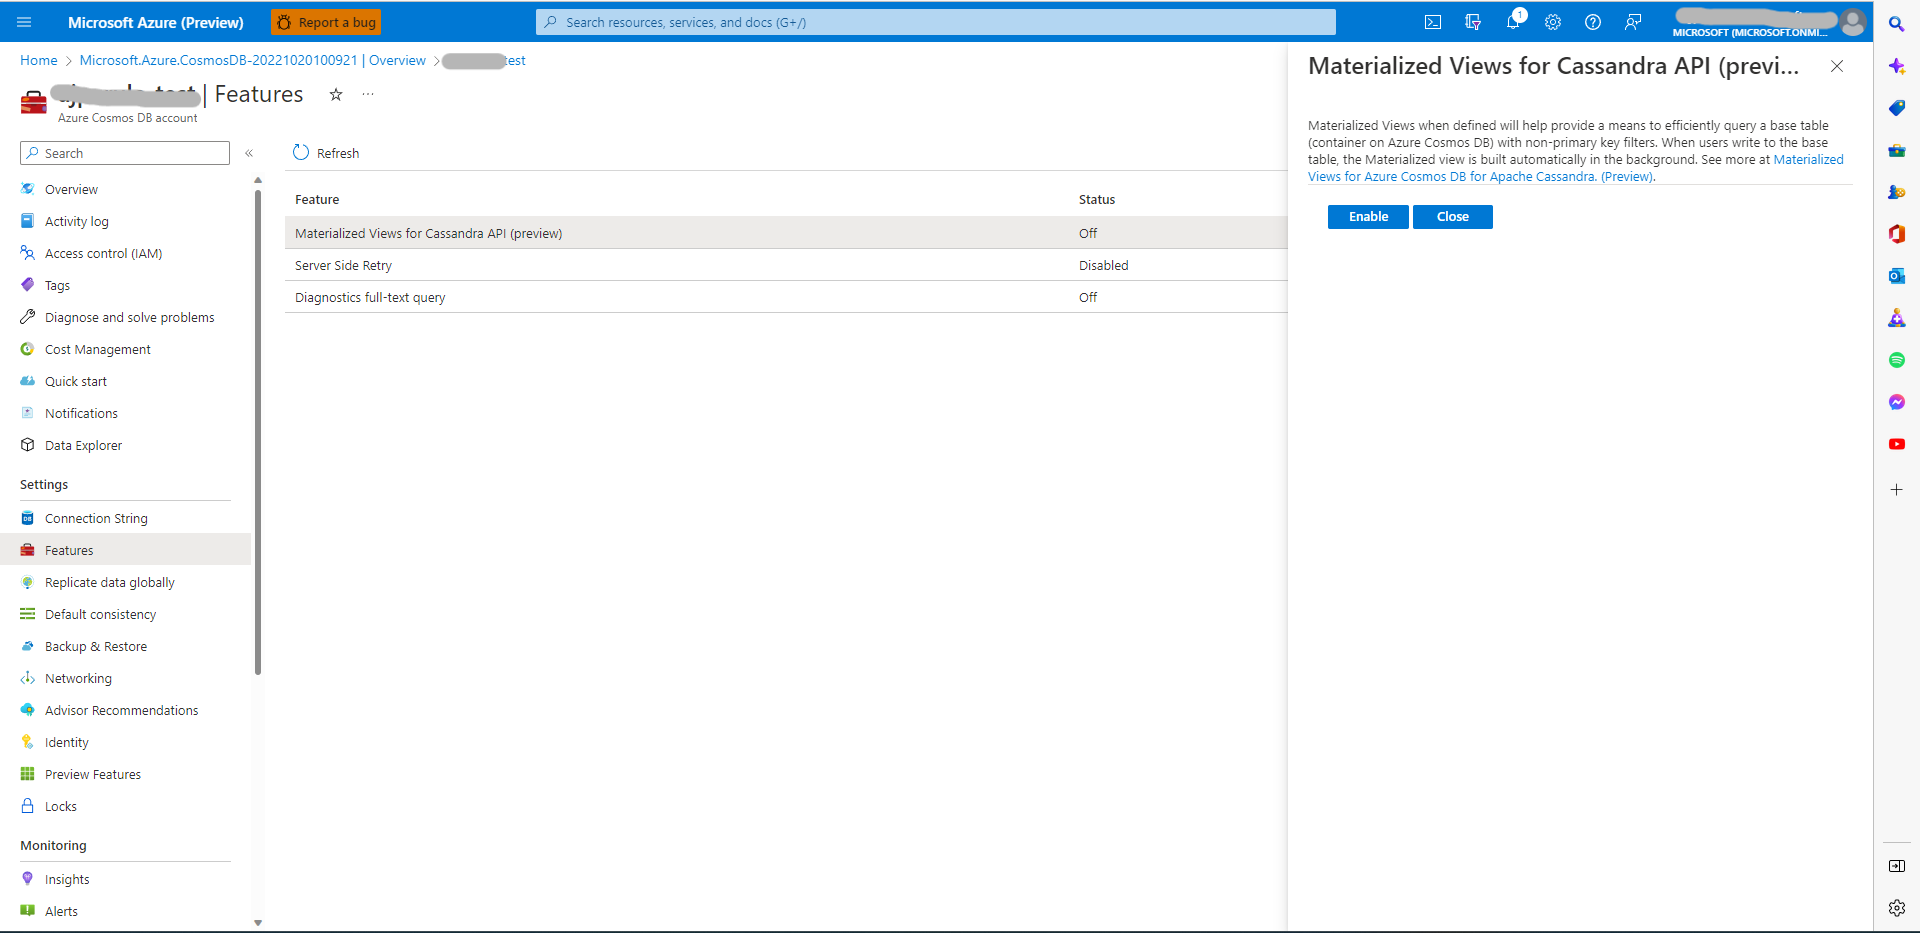 Microsoft Azure (Preview)
Report a bug
Search resources, services, and docs (G+/)
1
MICROSOFT (MICROSOFT.ONMI...
Home > Microsoft.Azure.CosmosDB-20221020100921 | Overview >
test
| Features
...
Azure Cosmos DB account
Search
«
Overview
Activity log
Access control (IAM)
Tags
Diagnose and solve problems
Cost Management
Quick start
Notifications
Data Explorer
Settings
Connection String
Features
Replicate data globally
Default consistency
Backup & Restore
Networking
Advisor Recommendations
Identity
Preview Features
Locks
Monitoring
Insights
Alerts
Refresh
Feature Status
Materialized Views for Cassandra API (preview) Off
Server Side Retry Disabled
Diagnostics full-text query Off
Materialized Views for Cassandra API (previ...
Materialized Views when defined will help provide a means to efficiently query a base table
(container on Azure Cosmos DB) with non-primary key filters. When users write to the base
table, the Materialized view is built automatically in the background. See more at Materialized
Views for Azure Cosmos DB for Apache Cassandra. (Preview).
Enable Close